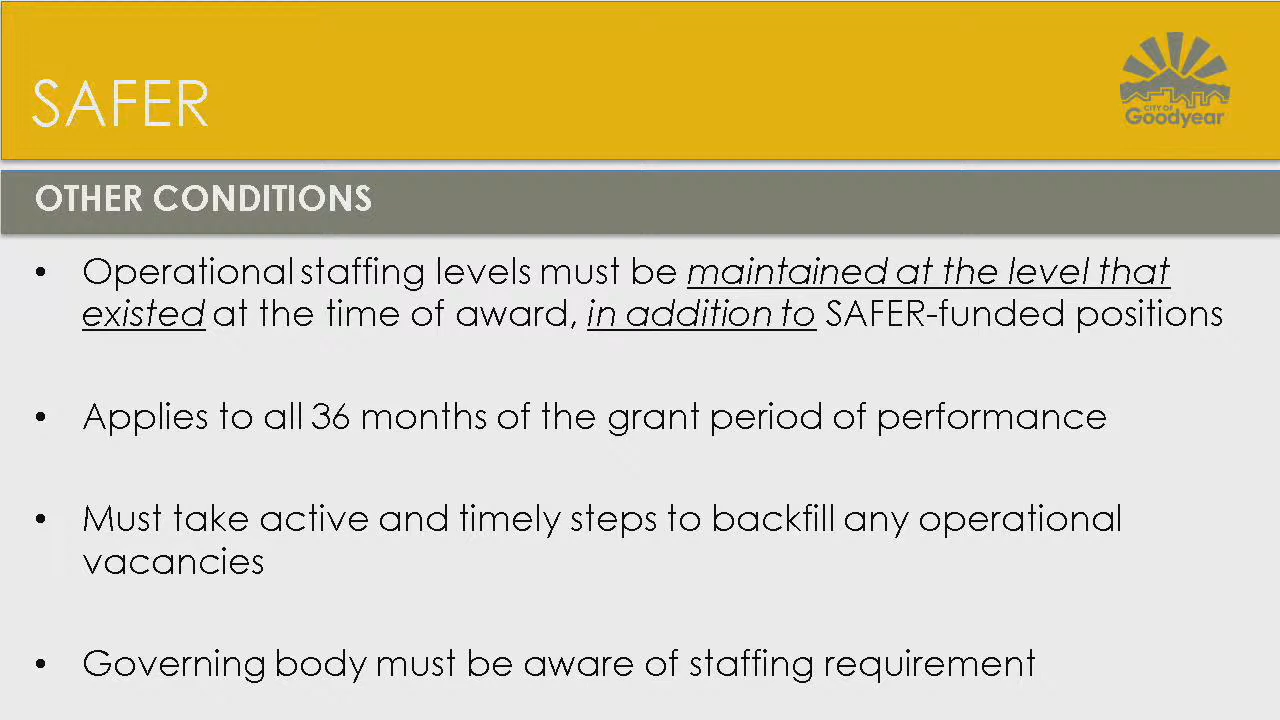 SAFER
CITY OF
Goodyear
OTHER CONDITIONS
• Operational staffing levels must be maintained at the level that
existed at the time of award, in addition to SAFER-funded positions
• Applies to all 36 months of the grant period of performance
• Must take active and timely steps to backfill any operational
vacancies
• Governing body must be aware of staffing requirement